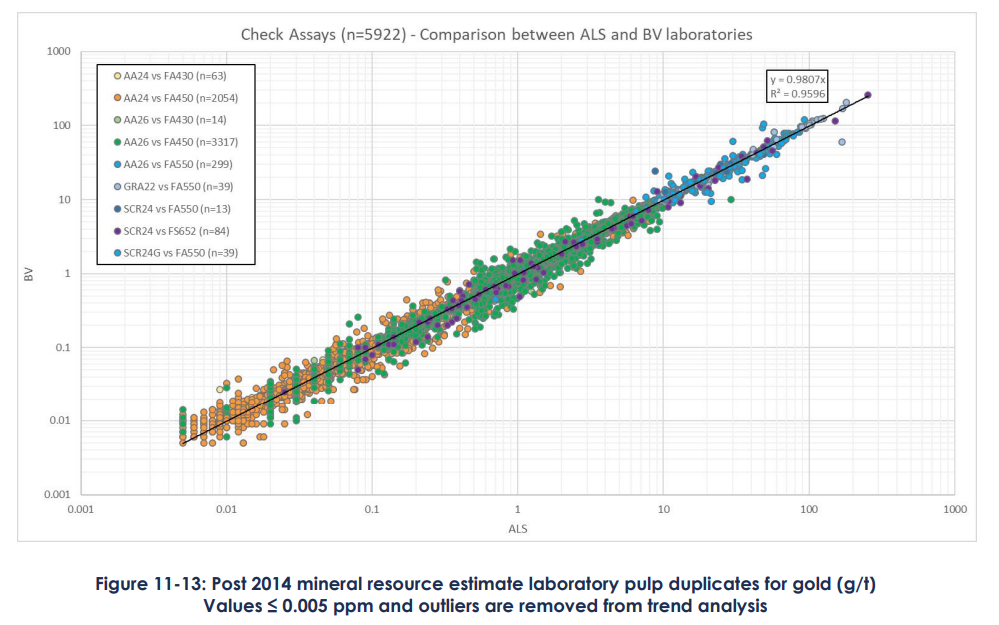 Check Assays (n=5922) - Comparison between ALS and BV laboratories
1000
AA24 vs FA430 (n=63)
AA24 vs FA450 (n=2054)
AA26 vs FA430 (n=14)
AA26 vs FA450 (n=3317)
AA26 vs FA550 (n=299)
GRA22 vs FA550 (n=39)
SCR24 vs FA550 (n=13)
SCR24 vs FS652 (n=84)
SCR24G vs FA550 (n=39)
y = 0.9807x
R² = 0.9596
100
10
1
0.1
0.01
0.001
BV
0.001
0.01
0.1
1
10
100
1000
ALS
Figure 11-13: Post 2014 mineral resource estimate laboratory pulp duplicates for gold (g/t)
Values ≤ 0.005 ppm and outliers are removed from trend analysis